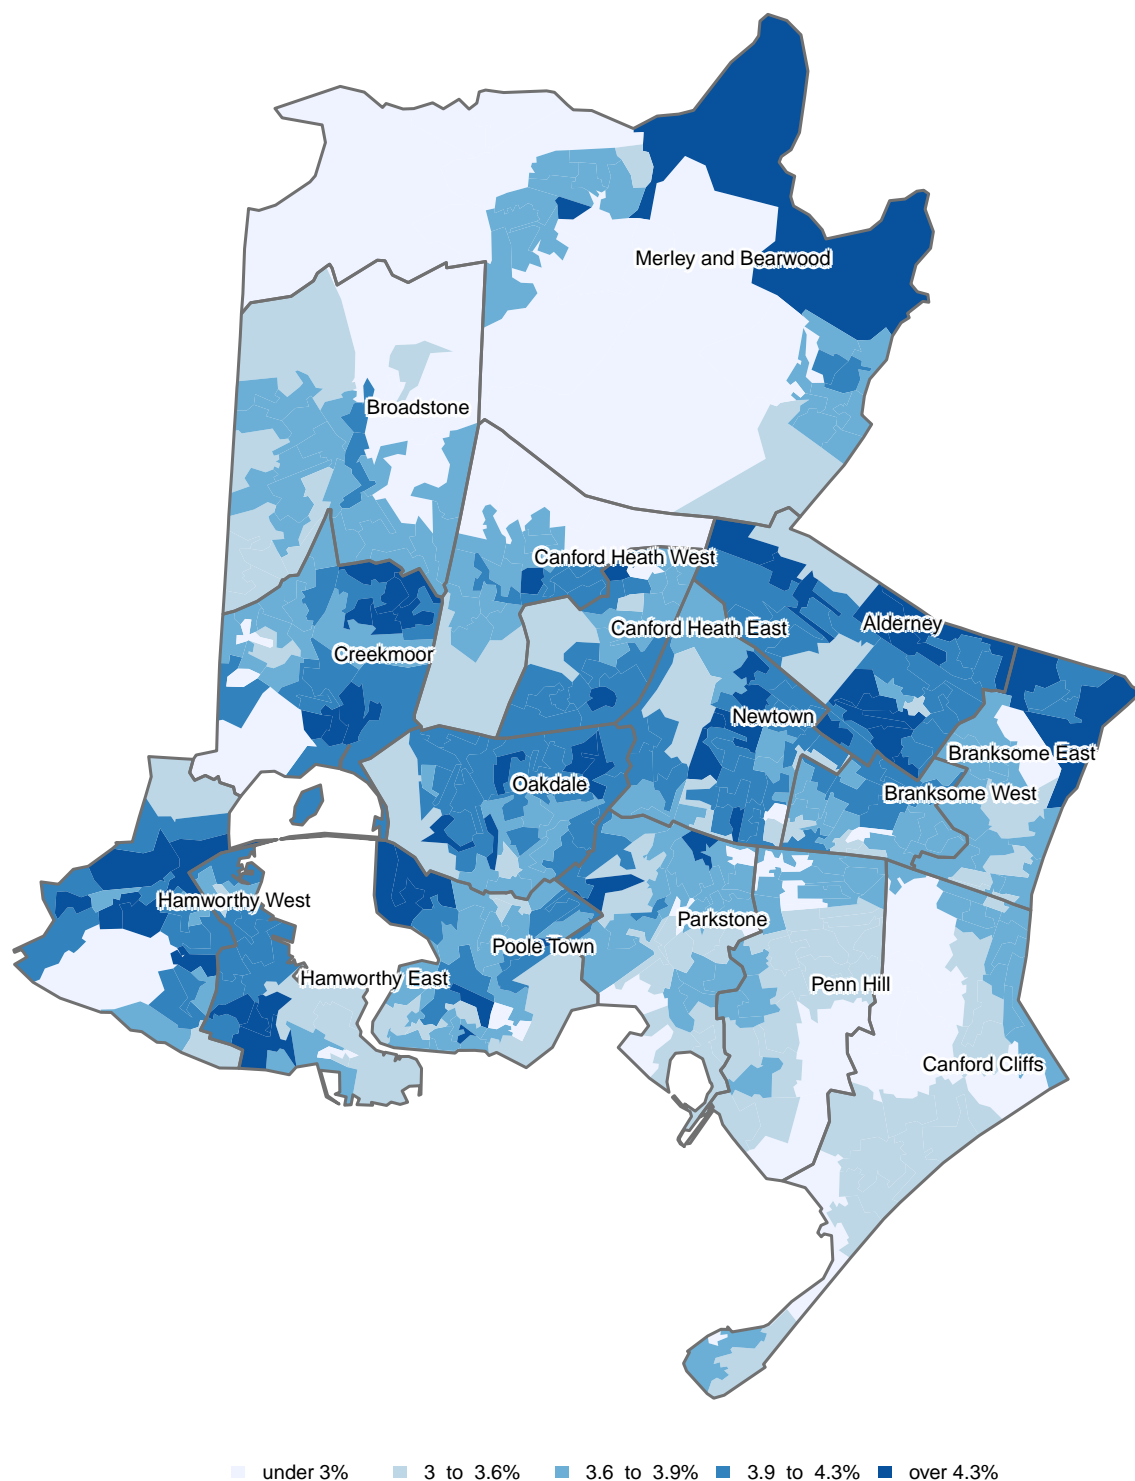 Merley and Bearwood
Broadstone
Canford Heath West
Alderney
Canford Heath East
Creekmoor
Newtown
Branksome East
Oakdale
Branksome West
Hamworthy West
Parkstone
Poole Town
Hamworthy East
Penn Hill
Canford Cliffs
under 3% 3 to 3.6% 3.6 to 3.9% 3.9 to 4.3% over 4.3%